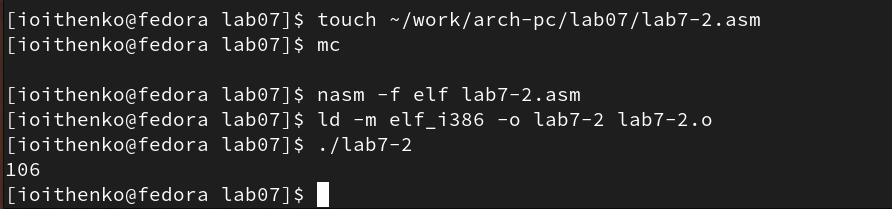 [ioithenko@fedora lab07]$ touch ~/work/arch-pc/lab07/lab7-2.asm
[ioithenko@fedora lab07]$ mc
[ioithenko@fedora lab07]$ nasm -f elf lab7-2.asm
[ioithenko@fedora lab07]$ ld -m elf_i386 -o lab7-2 lab7-2.o
[ioithenko@fedora lab07]$ ./lab7-2
106
[ioithenko@fedora lab07]$